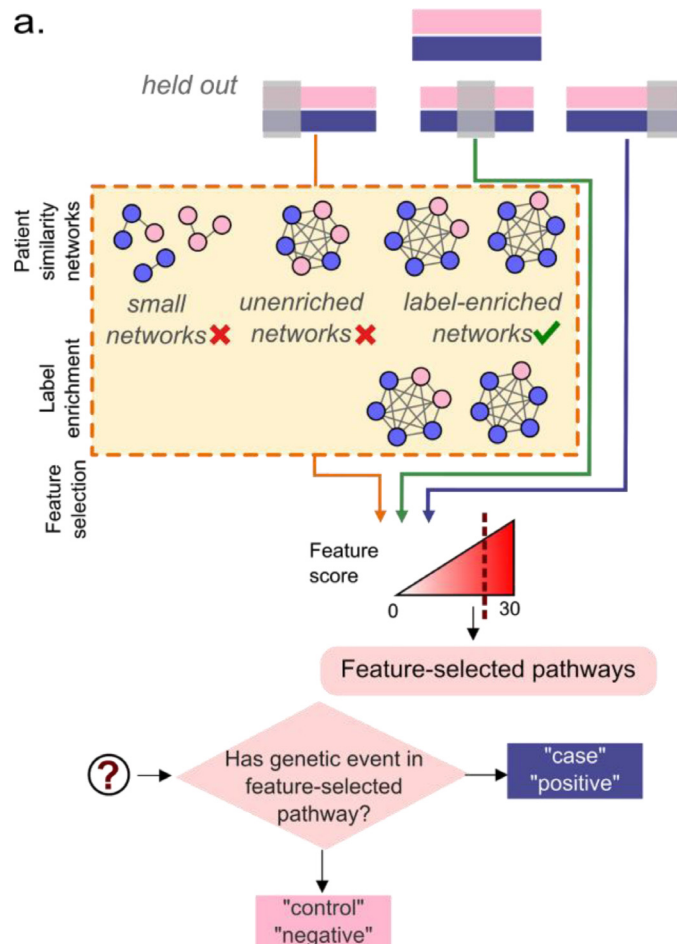 a.
held out
Patient
similarity
networks
small
networks
unenriched
networks
label-enriched
networks
Label
enrichment
Feature
selection
Feature
score
0
30
Feature-selected pathways
?
Has genetic event in
feature-selected
pathway?
"case"
"positive"
"control"
"negative"